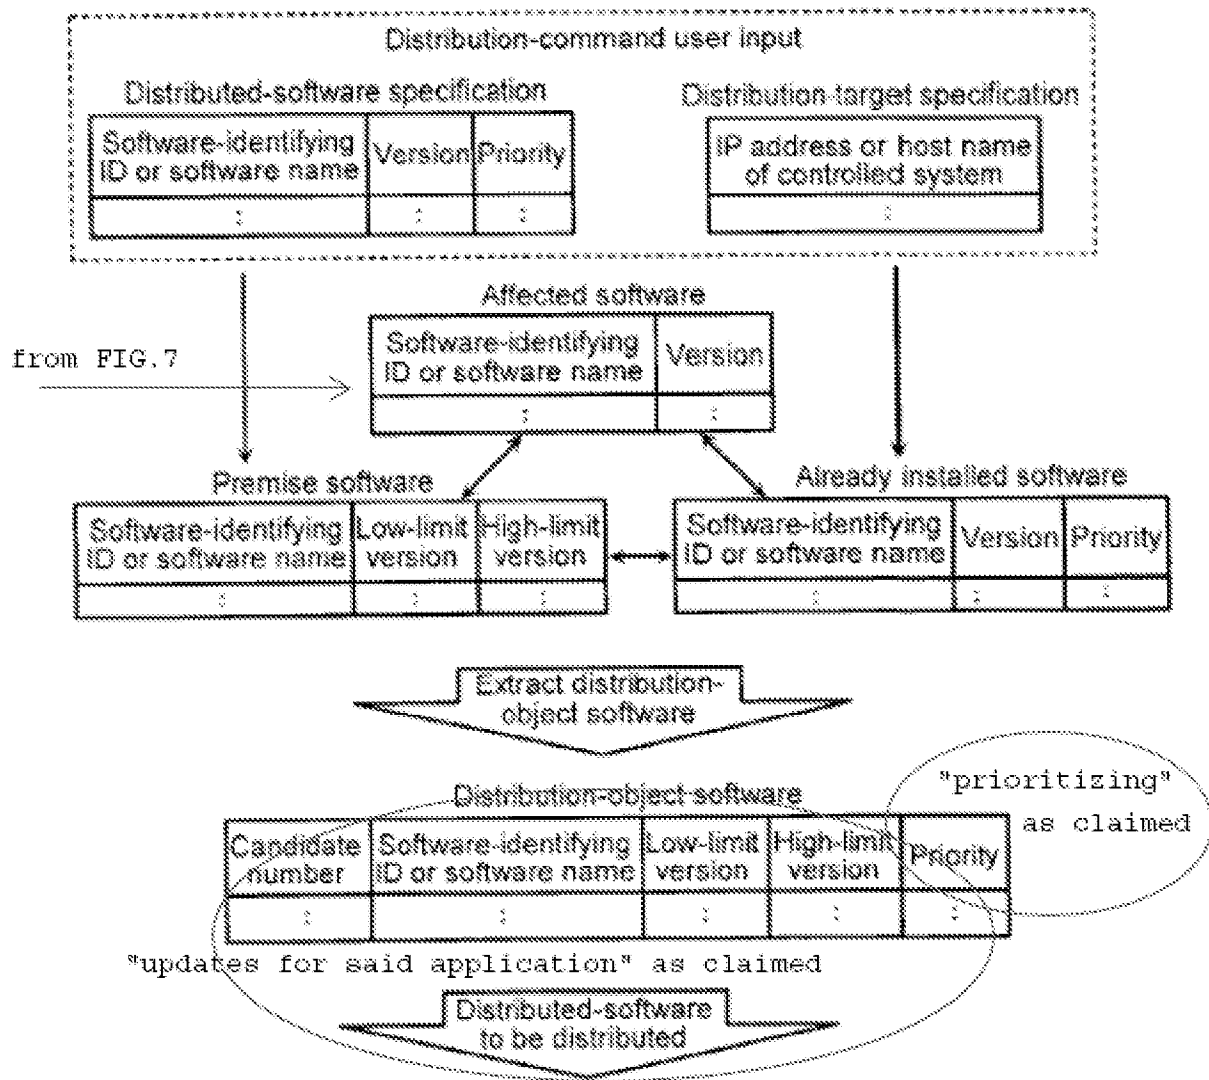 Distribution-command user input
Distributed-software specification
Distribution-target specification
Software-identifying
ID or software name
Version
Priority
IP address or host name
of controlled system
:
:
:
:
Affected software
from FIG.7
Software-identifying
ID or software name
Version
:
:
Premise software
Already installed software
Software-identifying
ID or software name
Low-limit
version
High-limit
version
Software-identifying
ID or software name
Version
Priority
:
:
:
:
:
:
Extract distribution-
object software
"prioritizing"
as claimed
Distribution-object software
Candidate
number
Software-identifying
ID or software name
Low-limit
version
High-limit
version
Priority
:
:
:
:
:
"updates for said application" as claimed
Distributed-software
to be distributed